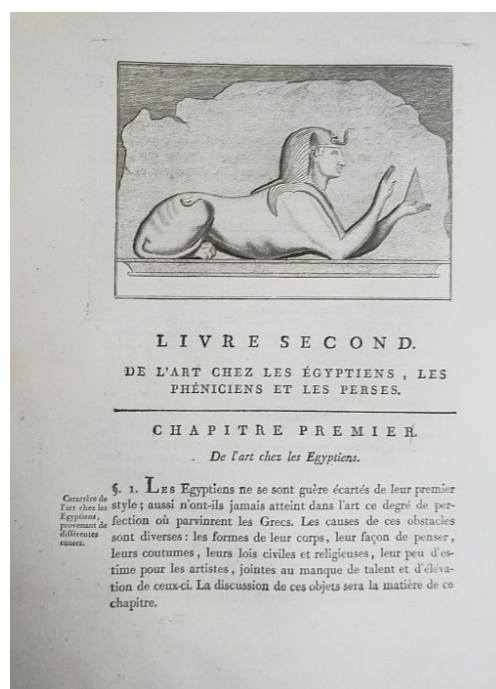 LIVRE SECOND.
DE L'ART CHEZ LES ÉGYPTIENS, LES
PHÉNICIENS ET LES PERSES.
CHAPITRE PREMIER.
De l'art chez les Egyptiens.
Caractère de
l'art chez les
Egyptiens,
provenant de
différentes
causes.
§. 1. LES Egyptiens ne se sont guère écartés de leur premier
style; aussi n'ont-ils jamais atteint dans l'art ce degré de per-
fection où parvinrent les Grecs. Les causes de ces obstacles
sont diverses: les formes de leur corps, leur façon de penser,
leurs coutumes, leurs lois civiles et religieuses, leur peu d'es-
time pour les artistes, jointes au manque de talent et d'éléva-
tion de ceux-ci. La discussion de ces objets sera la matière de ce
chapitre.